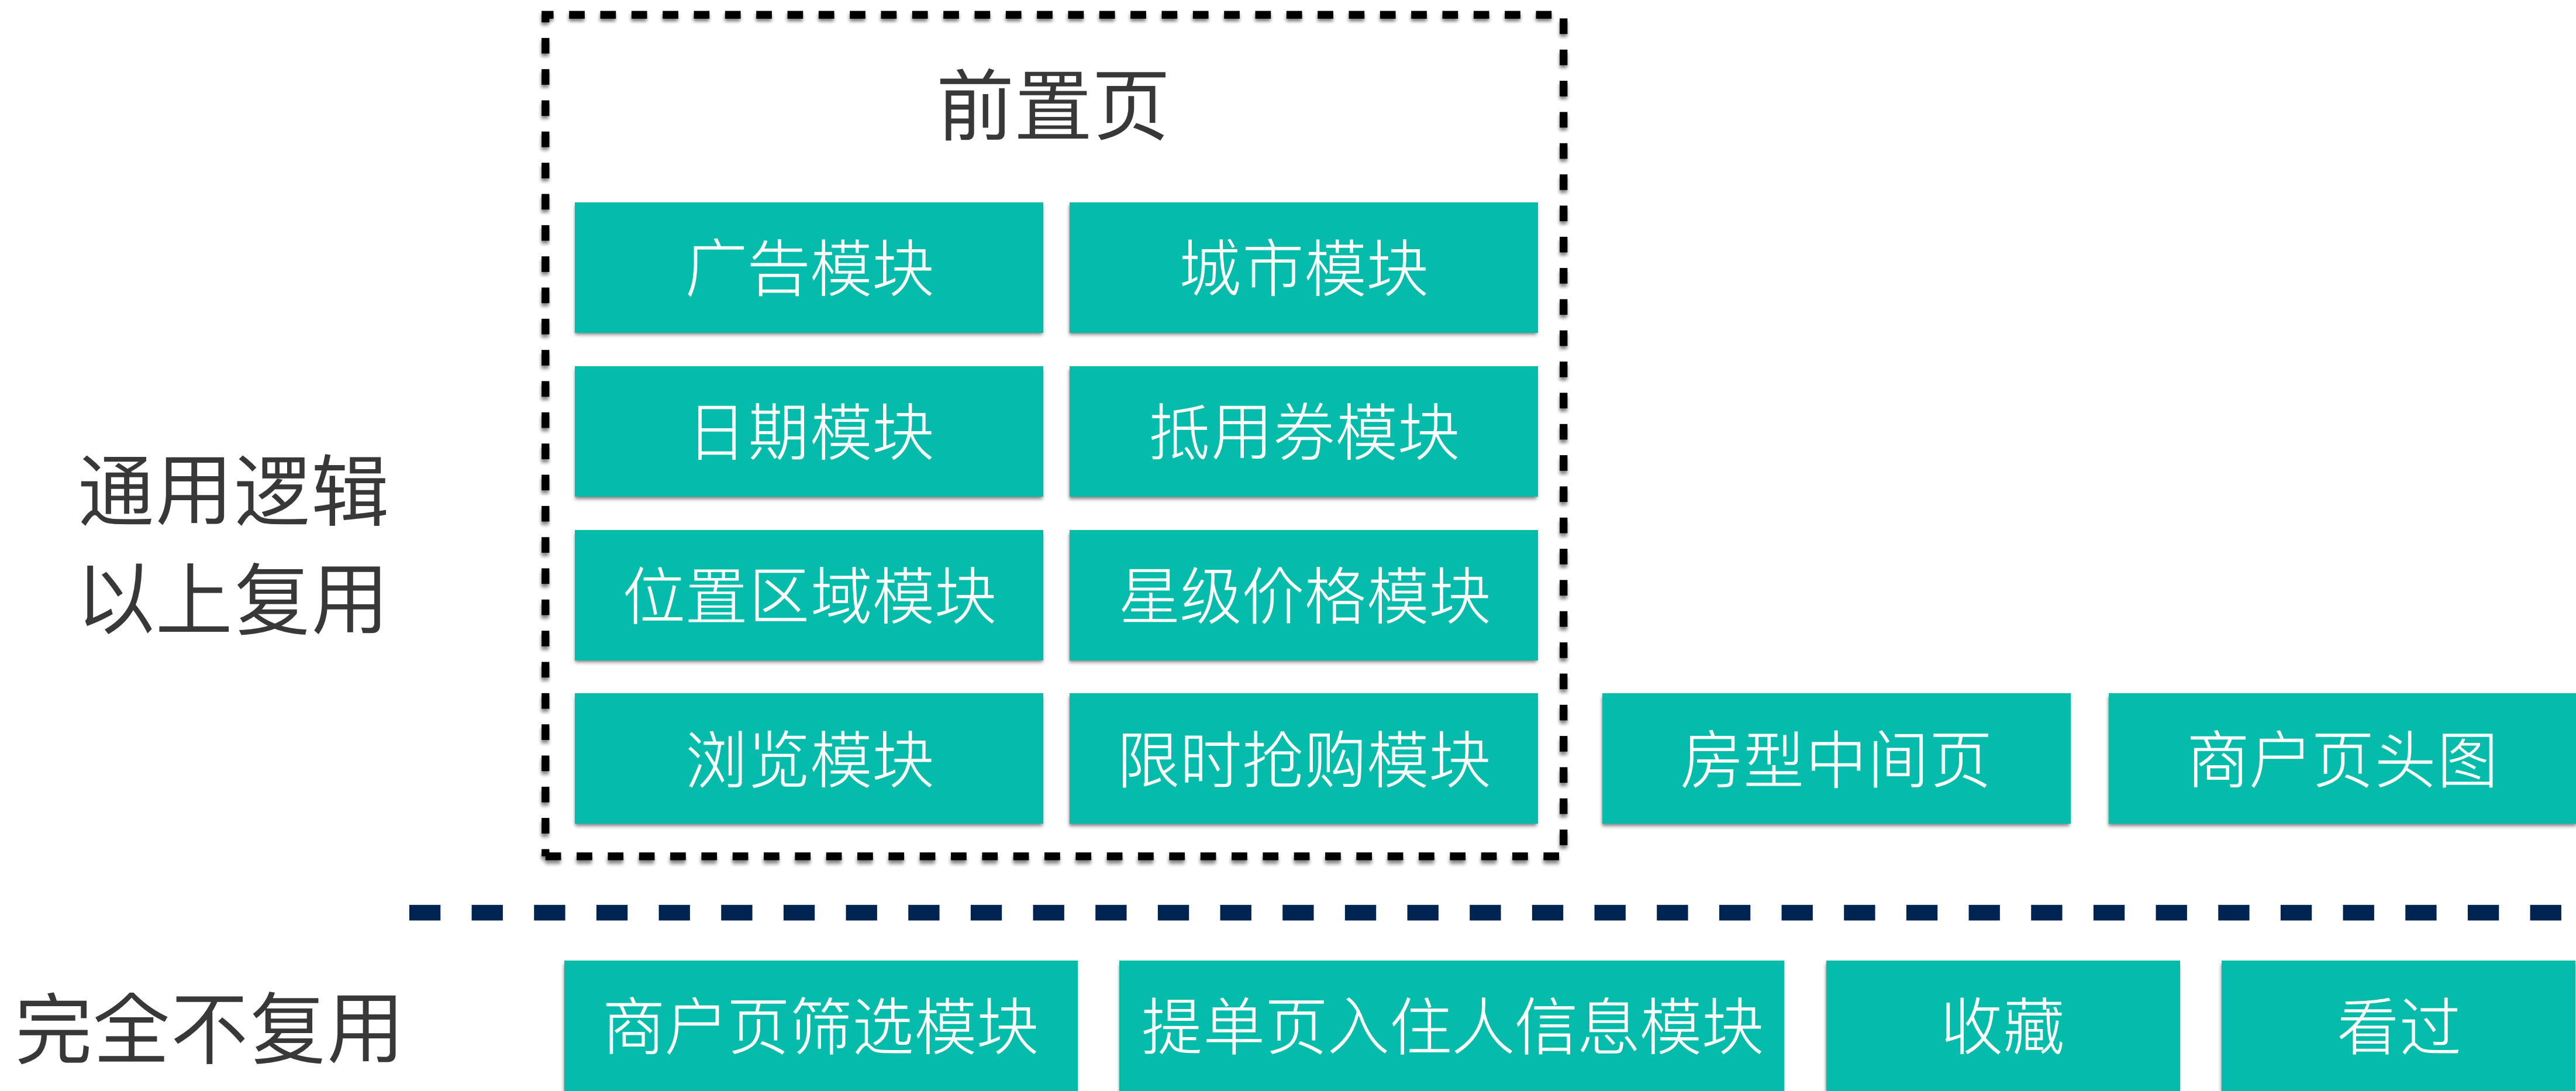 前置页
广告模块
城市模块
日期模块
抵用券模块
通用逻辑
以上复用
位置区域模块
星级价格模块
浏览模块
限时抢购模块
房型中间页
商户页头图
完全不复用
商户页筛选模块
提单页入住人信息模块
收藏
看过